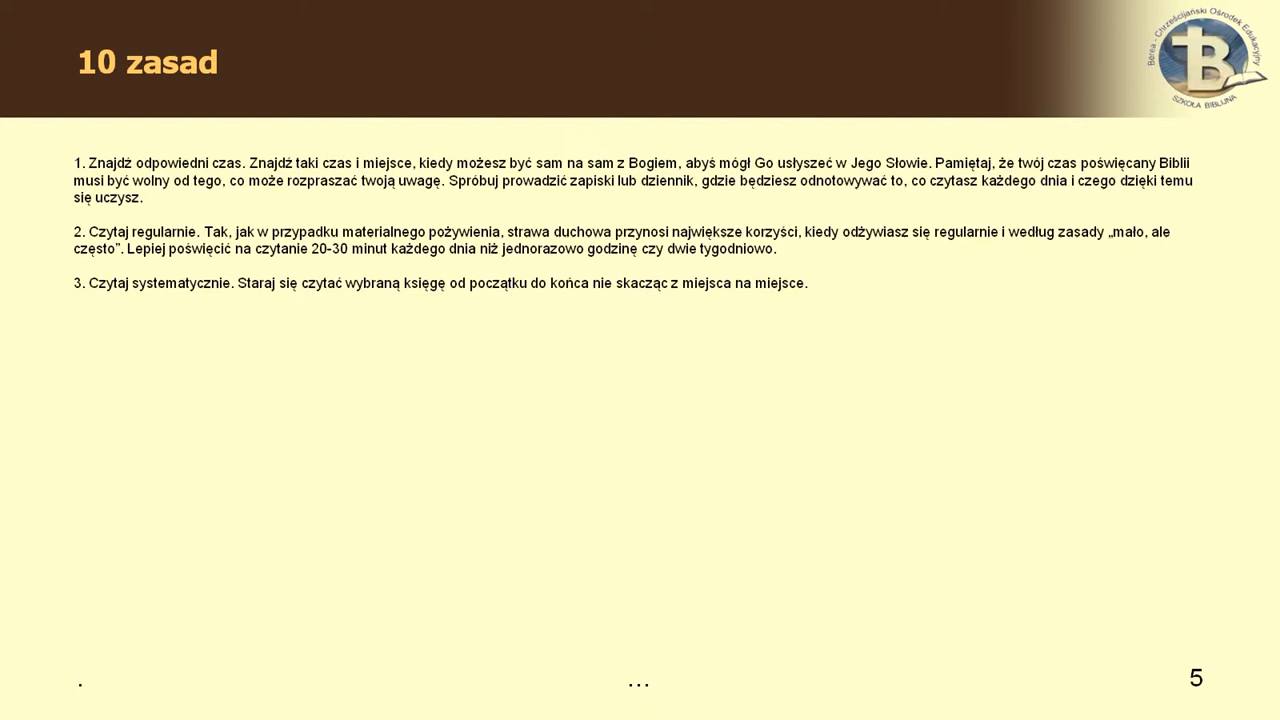 10 zasad
Berea - Chrześcijański Ośrodek Edukacyjny
SZKOŁA BIBLIJNA
1. Znajdź odpowiedni czas. Znajdź taki czas i miejsce, kiedy możesz być sam na sam z Bogiem, abyś mógł Go usłyszeć w Jego Słowie. Pamiętaj, że twój czas poświęcany Biblii
musi być wolny od tego, co może rozpraszać twoją uwagę. Spróbuj prowadzić zapiski lub dziennik, gdzie będziesz odnotowywać to, co czytasz każdego dnia i czego dzięki temu
się uczysz.
2. Czytaj regularnie. Tak, jak w przypadku materialnego pożywienia, strawa duchowa przynosi największe korzyści, kiedy odżywiasz się regularnie i według zasady „mało, ale
często”. Lepiej poświęcić na czytanie 20-30 minut każdego dnia niż jednorazowo godzinę czy dwie tygodniowo.
3. Czytaj systematycznie. Staraj się czytać wybraną księgę od początku do końca nie skacząc z miejsca na miejsce.
. ... 5